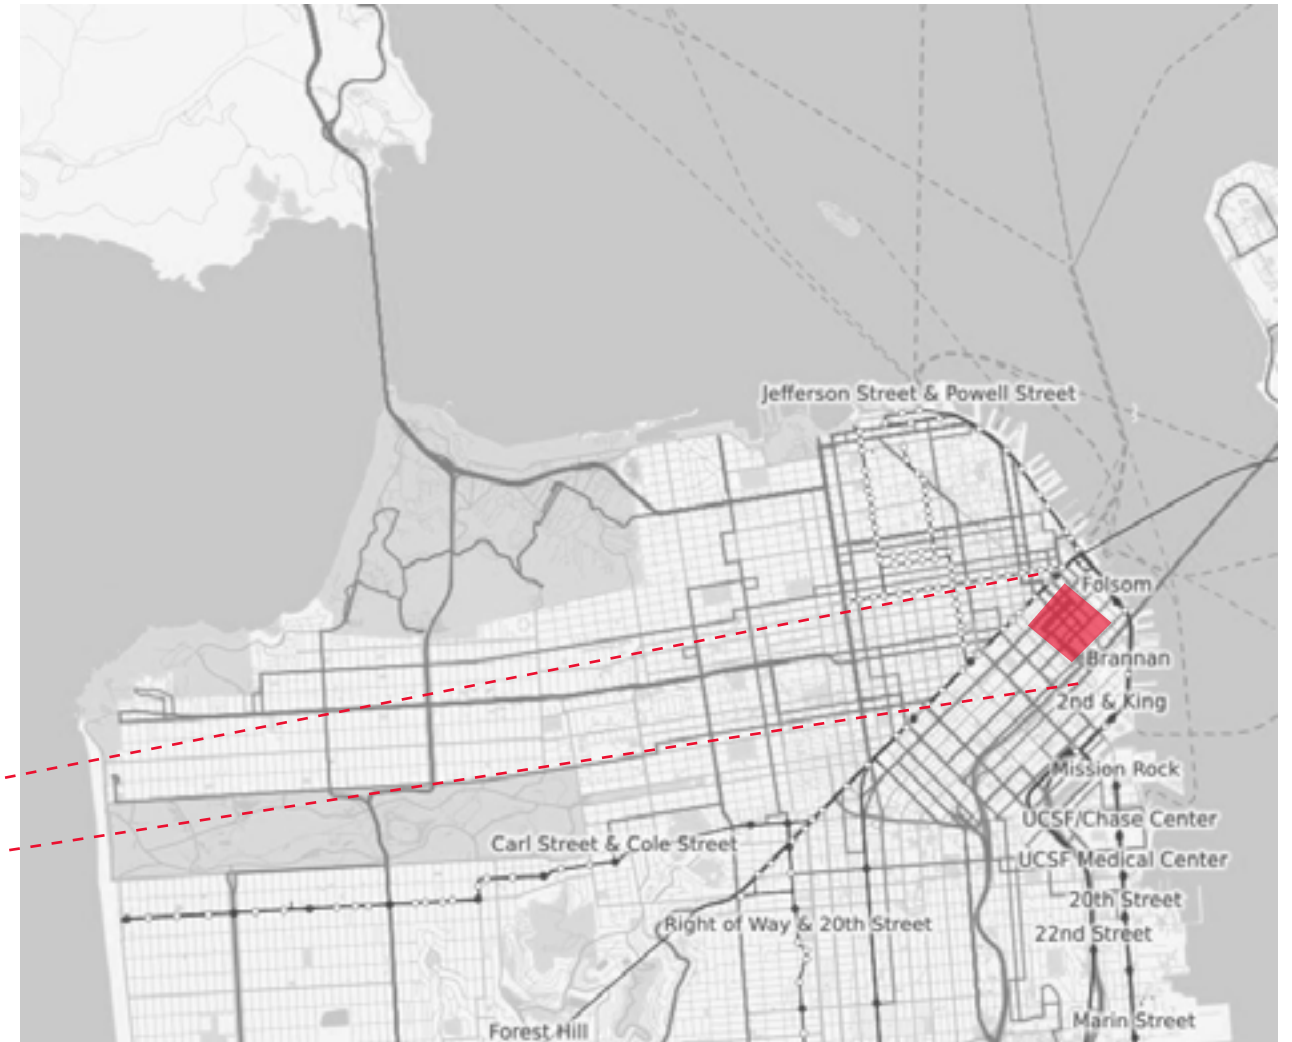 Jefferson Street & Powell Street
Folsom
Brannan
2nd & King
Mission Rock
UCSF/Chase Center
Carl Street & Cole Street
UCSF Medical Center
20th Street
Right of Way & 20th Street
22nd Street
Marin Street
Forest Hill